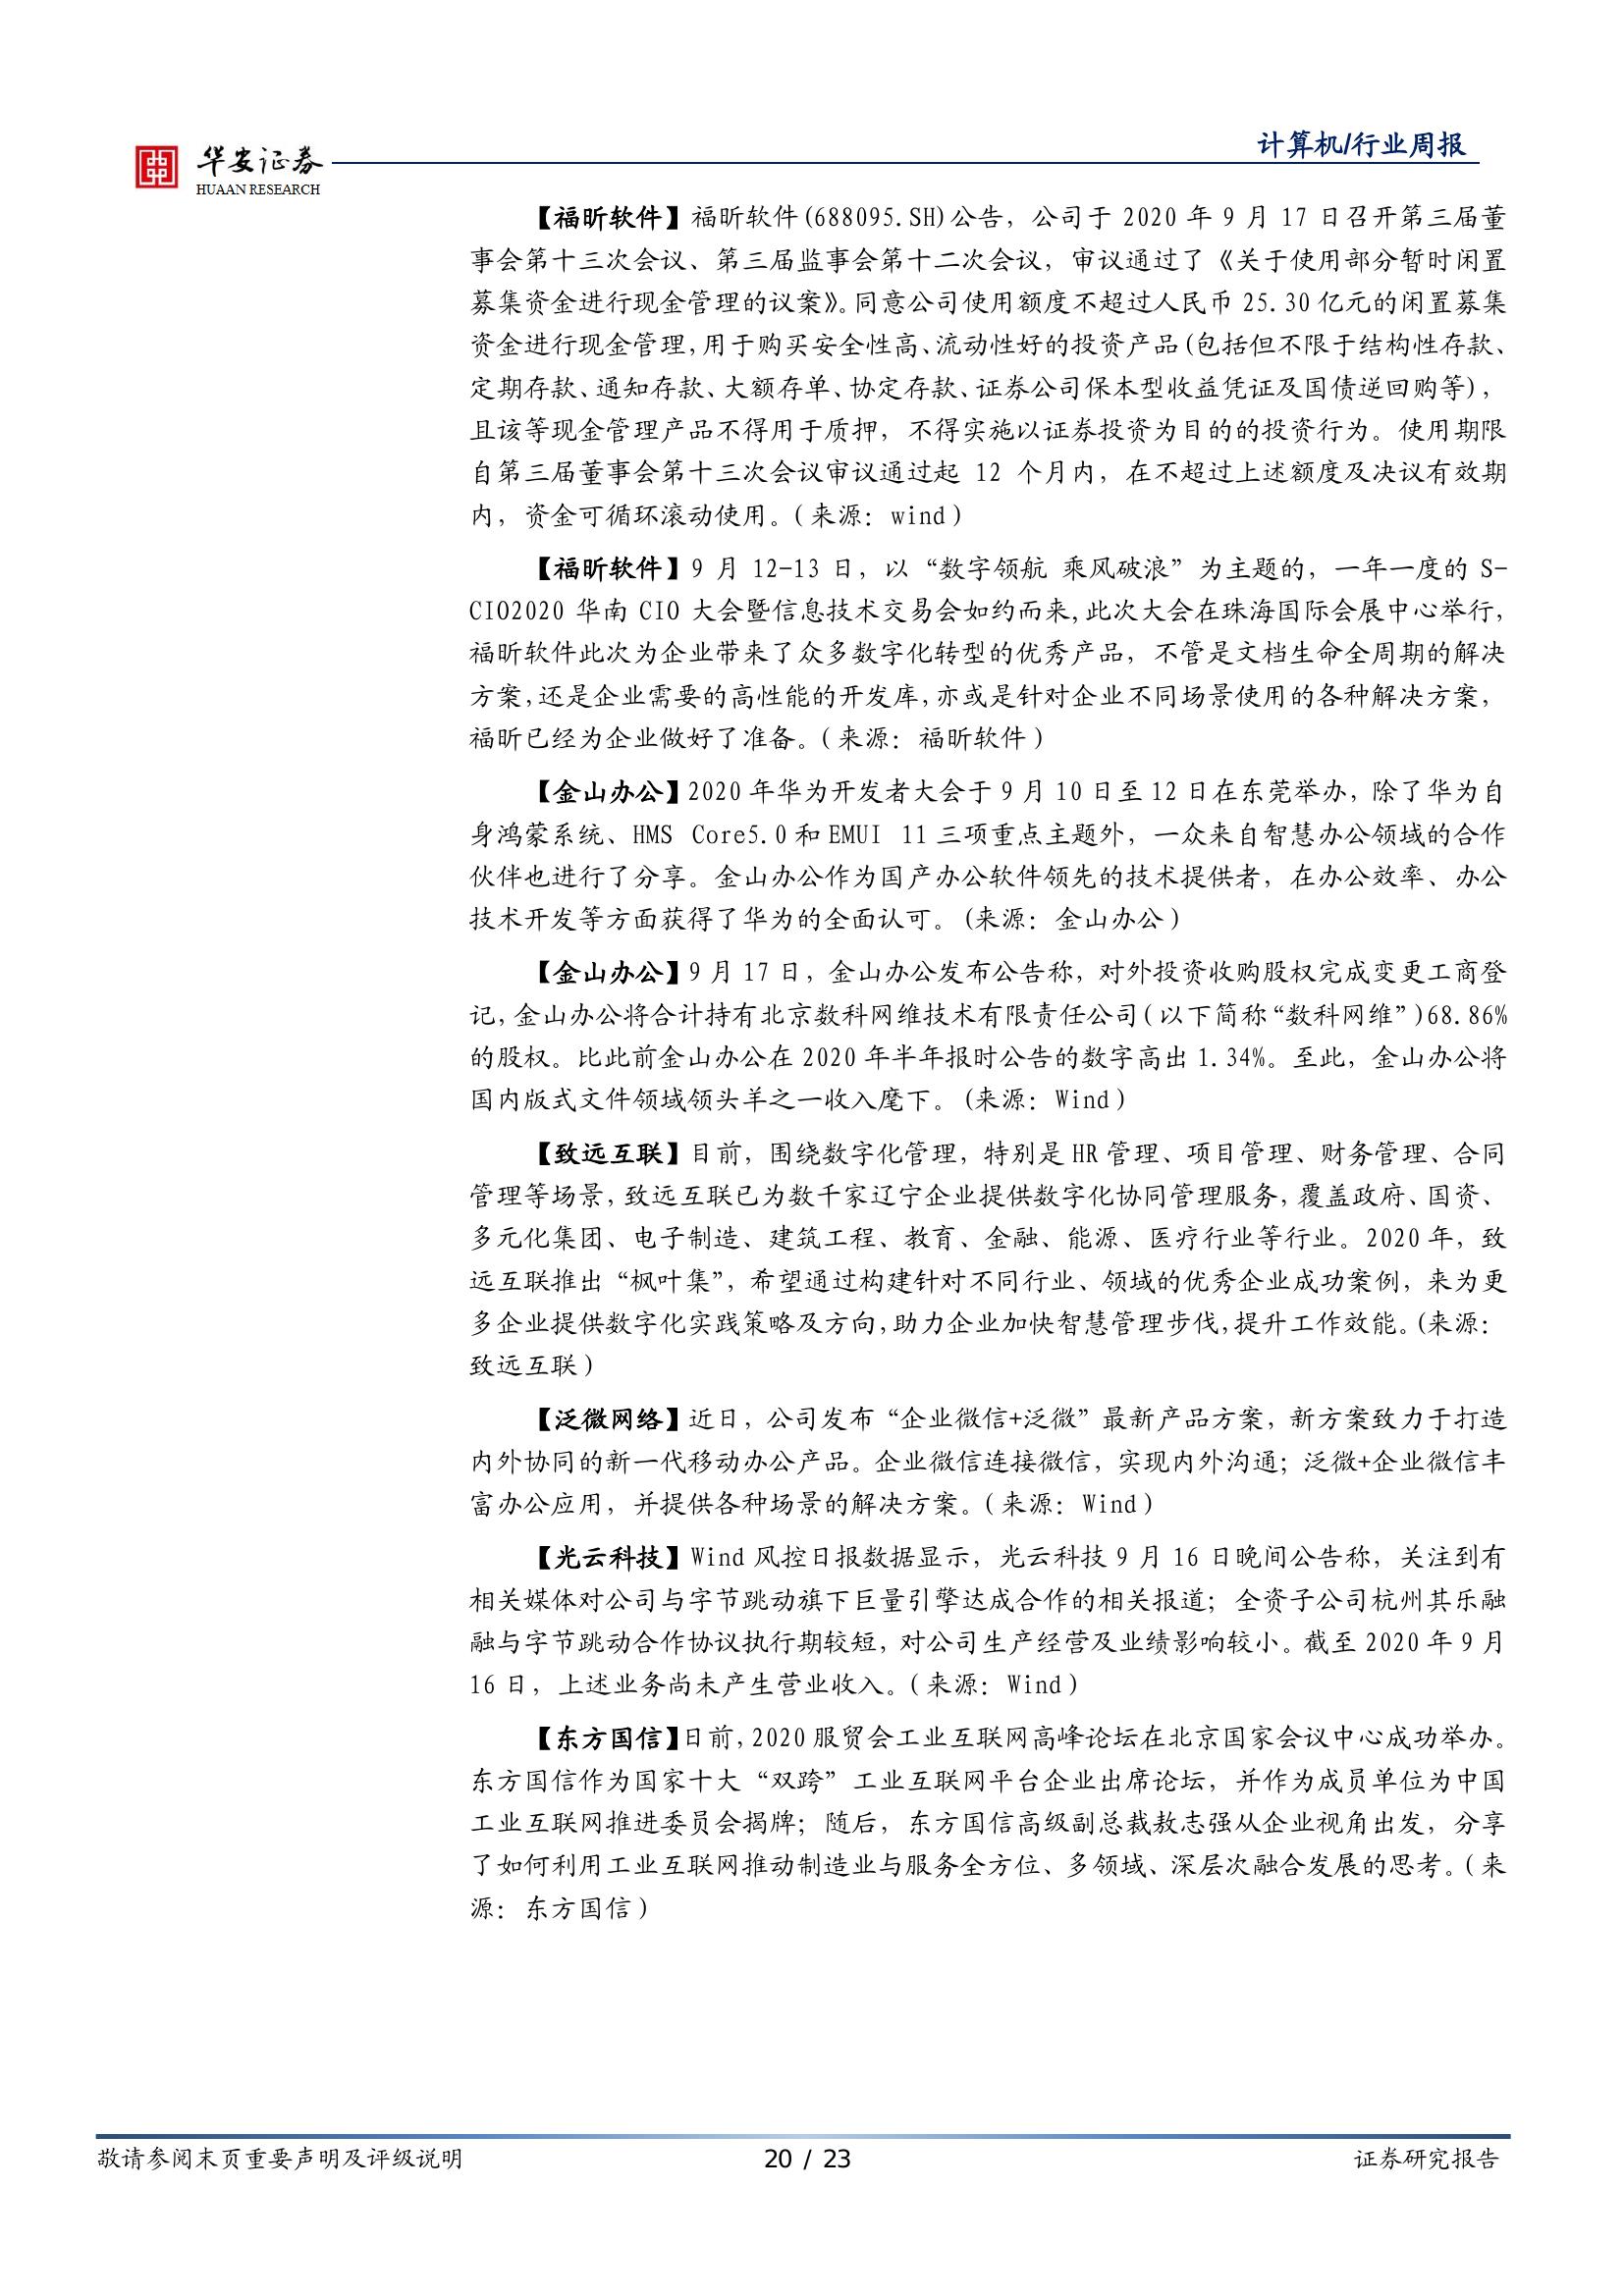 华安证券
HUAAN RESEARCH
计算机/行业周报
【福昕软件】福昕软件(688095.SH)公告，公司于 2020 年 9 月 17 日召开第三届董
事会第十三次会议、第三届监事会第十二次会议，审议通过了《关于使用部分暂时闲置
募集资金进行现金管理的议案》。同意公司使用额度不超过人民币 25.30 亿元的闲置募集
资金进行现金管理，用于购买安全性高、流动性好的投资产品(包括但不限于结构性存款、
定期存款、通知存款、大额存单、协定存款、证券公司保本型收益凭证及国债逆回购等)，
且该等现金管理产品不得用于质押，不得实施以证券投资为目的的投资行为。使用期限
自第三届董事会第十三次会议审议通过起 12 个月内，在不超过上述额度及决议有效期
内，资金可循环滚动使用。(来源：wind)
【福昕软件】9 月 12-13 日，以“数字领航 乘风破浪”为主题的，一年一度的 S-
CIO2020 华南 CIO 大会暨信息技术交易会如约而来，此次大会在珠海国际会展中心举行，
福昕软件此次为企业带来了众多数字化转型的优秀产品，不管是文档生命全周期的解决
方案，还是企业需要的高性能的开发库，亦或是针对企业不同场景使用的各种解决方案，
福昕已经为企业做好了准备。(来源：福昕软件)
【金山办公】2020 年华为开发者大会于 9 月 10 日至 12 日在东莞举办，除了华为自
身鸿蒙系统、HMS Core5.0 和 EMUI 11 三项重点主题外，一众来自智慧办公领域的合作
伙伴也进行了分享。金山办公作为国产办公软件领先的技术提供者，在办公效率、办公
技术开发等方面获得了华为的全面认可。(来源：金山办公)
【金山办公】9 月 17 日，金山办公发布公告称，对外投资收购股权完成变更工商登
记，金山办公将合计持有北京数科网维技术有限责任公司(以下简称“数科网维”)68.86%
的股权。比此前金山办公在 2020 年半年报时公告的数字高出 1.34%。至此，金山办公将
国内版式文件领域领头羊之一收入麾下。(来源：Wind)
【致远互联】目前，围绕数字化管理，特别是 HR 管理、项目管理、财务管理、合同
管理等场景，致远互联已为数千家辽宁企业提供数字化协同管理服务，覆盖政府、国资、
多元化集团、电子制造、建筑工程、教育、金融、能源、医疗行业等行业。2020 年，致
远互联推出“枫叶集”，希望通过构建针对不同行业、领域的优秀企业成功案例，来为更
多企业提供数字化实践策略及方向，助力企业加快智慧管理步伐，提升工作效能。(来源：
致远互联)
【泛微网络】近日，公司发布“企业微信+泛微”最新产品方案，新方案致力于打造
内外协同的新一代移动办公产品。企业微信连接微信，实现内外沟通；泛微+企业微信丰
富办公应用，并提供各种场景的解决方案。(来源：Wind)
【光云科技】Wind 风控日报数据显示，光云科技 9 月 16 日晚间公告称，关注到有
相关媒体对公司与字节跳动旗下巨量引擎达成合作的相关报道；全资子公司杭州其乐融
融与字节跳动合作协议执行期较短，对公司生产经营及业绩影响较小。截至 2020 年 9 月
16 日，上述业务尚未产生营业收入。(来源：Wind)
【东方国信】日前，2020 服贸会工业互联网高峰论坛在北京国家会议中心成功举办。
东方国信作为国家十大“双跨”工业互联网平台企业出席论坛，并作为成员单位为中国
工业互联网推进委员会揭牌；随后，东方国信高级副总裁敖志强从企业视角出发，分享
了如何利用工业互联网推动制造业与服务全方位、多领域、深层次融合发展的思考。(来
源：东方国信)
敬请参阅末页重要声明及评级说明
20 / 23
证券研究报告